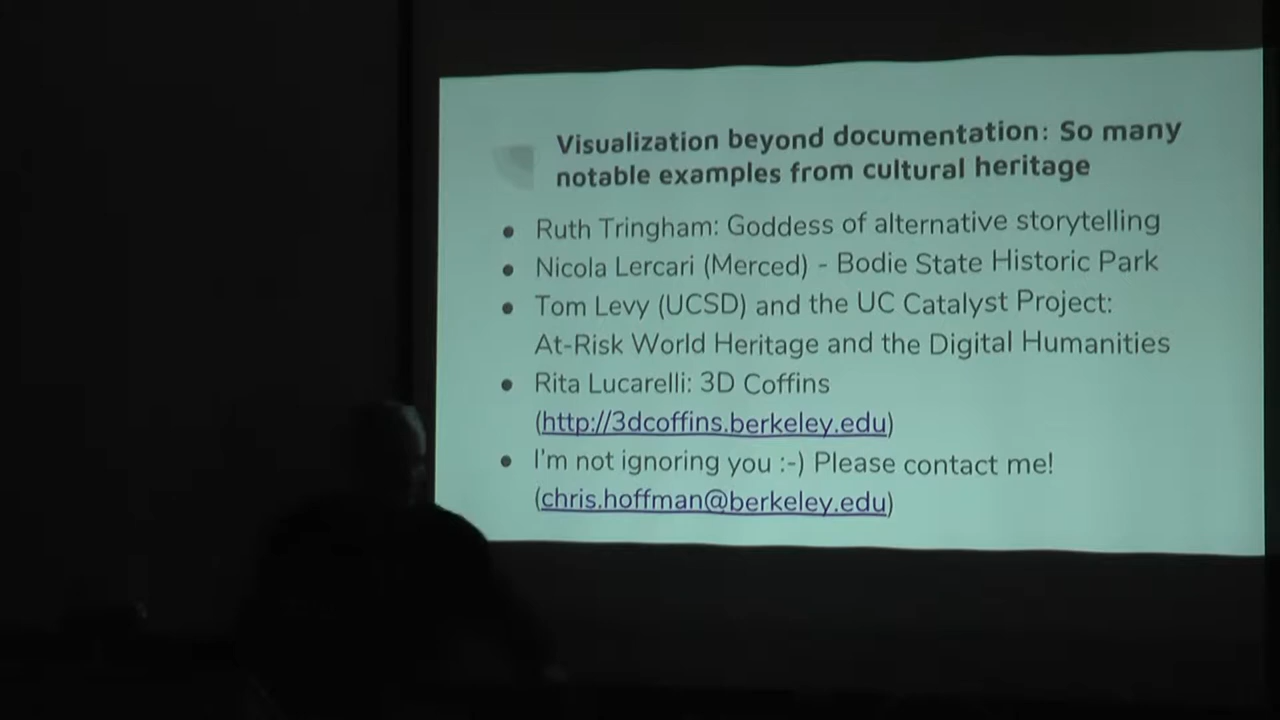 Visualization beyond documentation: So many
notable examples from cultural heritage
● Ruth Tringham: Goddess of alternative storytelling
● Nicola Lercari (Merced) - Bodie State Historic Park
● Tom Levy (UCSD) and the UC Catalyst Project:
At-Risk World Heritage and the Digital Humanities
● Rita Lucarelli: 3D Coffins
(http://3dcoffins.berkeley.edu)
● I'm not ignoring you :-) Please contact me!
(chris.hoffman@berkeley.edu)